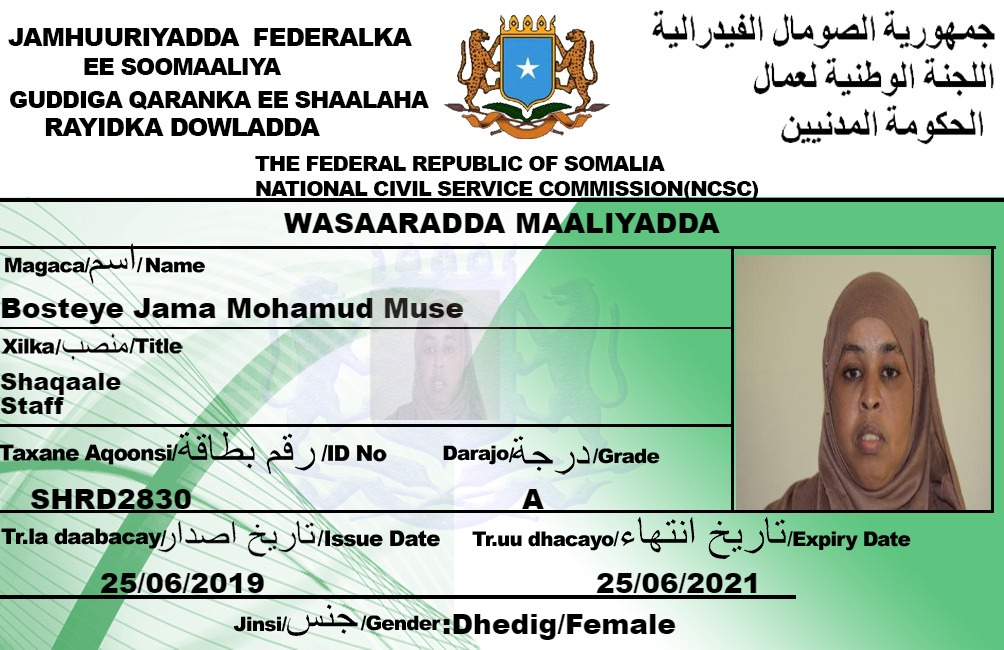 JAMHUURIYADDA FEDERALKA
EE SOOMAALIYA
GUDDIGA QARANKA EE SHAALAHA
RAYIDKA DOWLADDA
جمهورية الصومال الفيدرالية
اللجنة الوطنية لعمال
الحكومة المدنيين
THE FEDERAL REPUBLIC OF SOMALIA
NATIONAL CIVIL SERVICE COMMISSION(NCSC)
WASAARADDA MAALIYADDA
Magaca/اسم/Name
Bosteye Jama Mohamud Muse
Xilka/منصب/Title
Shaqaale
Staff
Taxane Aqoonsi/رقم بطاقة/ID No
Darajo/درجة/Grade
SHRD2830
A
Tr.la daabacay/تاريخ اصدار/Issue Date
Tr.uu dhacayo/تاريخ انتهاء/Expiry Date
25/06/2019
25/06/2021
Jinsi/جنس/Gender:Dhedig/Female